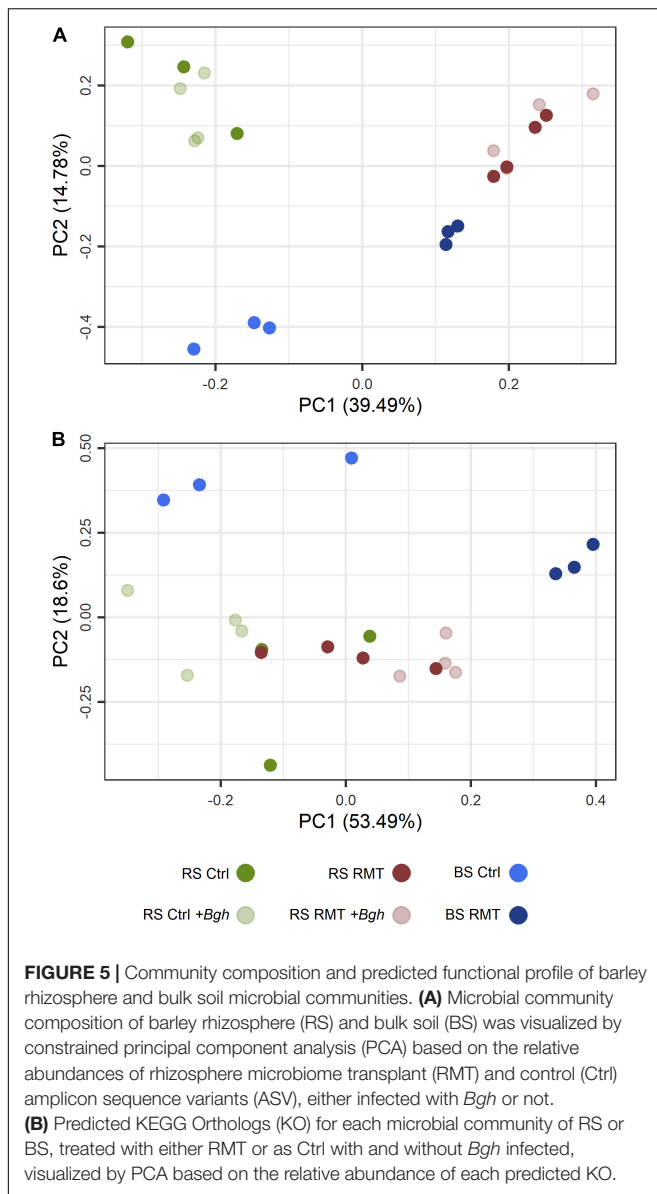 A
0.2
0.0
-0.2
-0.4
PC2 (14.78%)
-0.2
0.0
0.2
PC1 (39.49%)
B
0.50
0.25
0.00
-0.25
PC2 (18.6%)
-0.2
0.0
0.2
0.4
PC1 (53.49%)
RS Ctrl
RS RMT
BS Ctrl
RS Ctrl +Bgh
RS RMT +Bgh
BS RMT
FIGURE 5 | Community composition and predicted functional profile of barley
rhizosphere and bulk soil microbial communities. (A) Microbial community
composition of barley rhizosphere (RS) and bulk soil (BS) was visualized by
constrained principal component analysis (PCA) based on the relative
abundances of rhizosphere microbiome transplant (RMT) and control (Ctrl)
amplicon sequence variants (ASV), either infected with Bgh or not.
(B) Predicted KEGG Orthologs (KO) for each microbial community of RS or
BS, treated with either RMT or as Ctrl with and without Bgh infected,
visualized by PCA based on the relative abundance of each predicted KO.